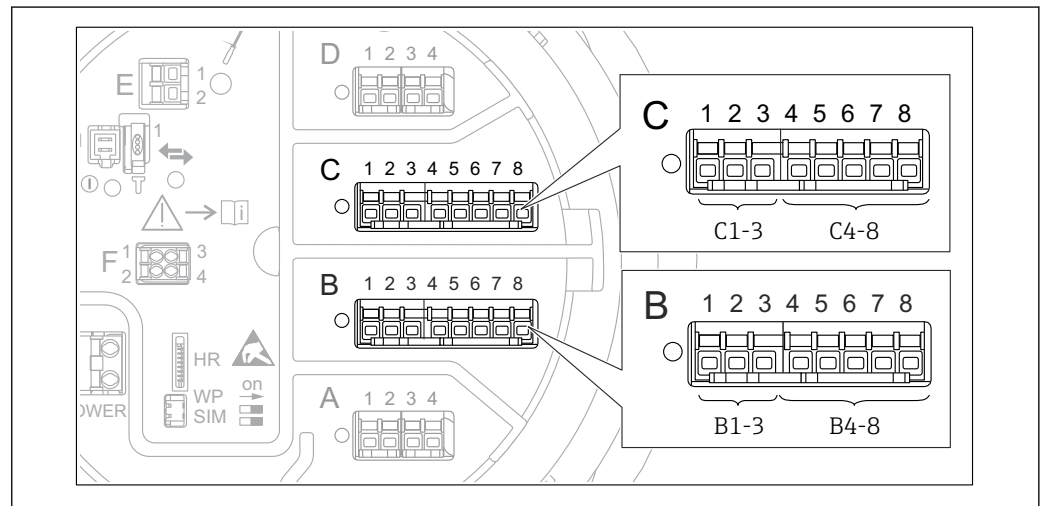 D 1 2 3 4
E 1
2
1
C 1 2 3 4 5 6 7 8
C 1 2 3 4 5 6 7 8
C1-3 C4-8
i
F 1 3
2 4
B 1 2 3 4 5 6 7 8
B 1 2 3 4 5 6 7 8
B1-3 B4-8
HR
WP on
SIM
OWER
A 1 2 3 4